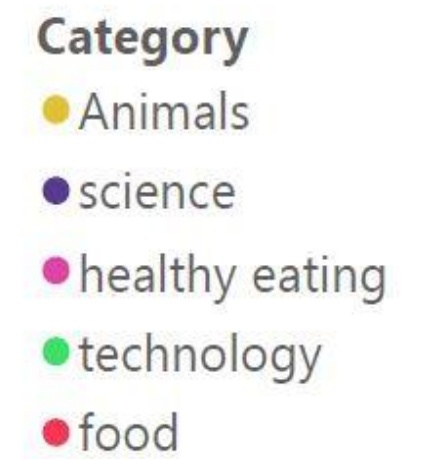 Category
Animals
science
healthy eating
technology
food